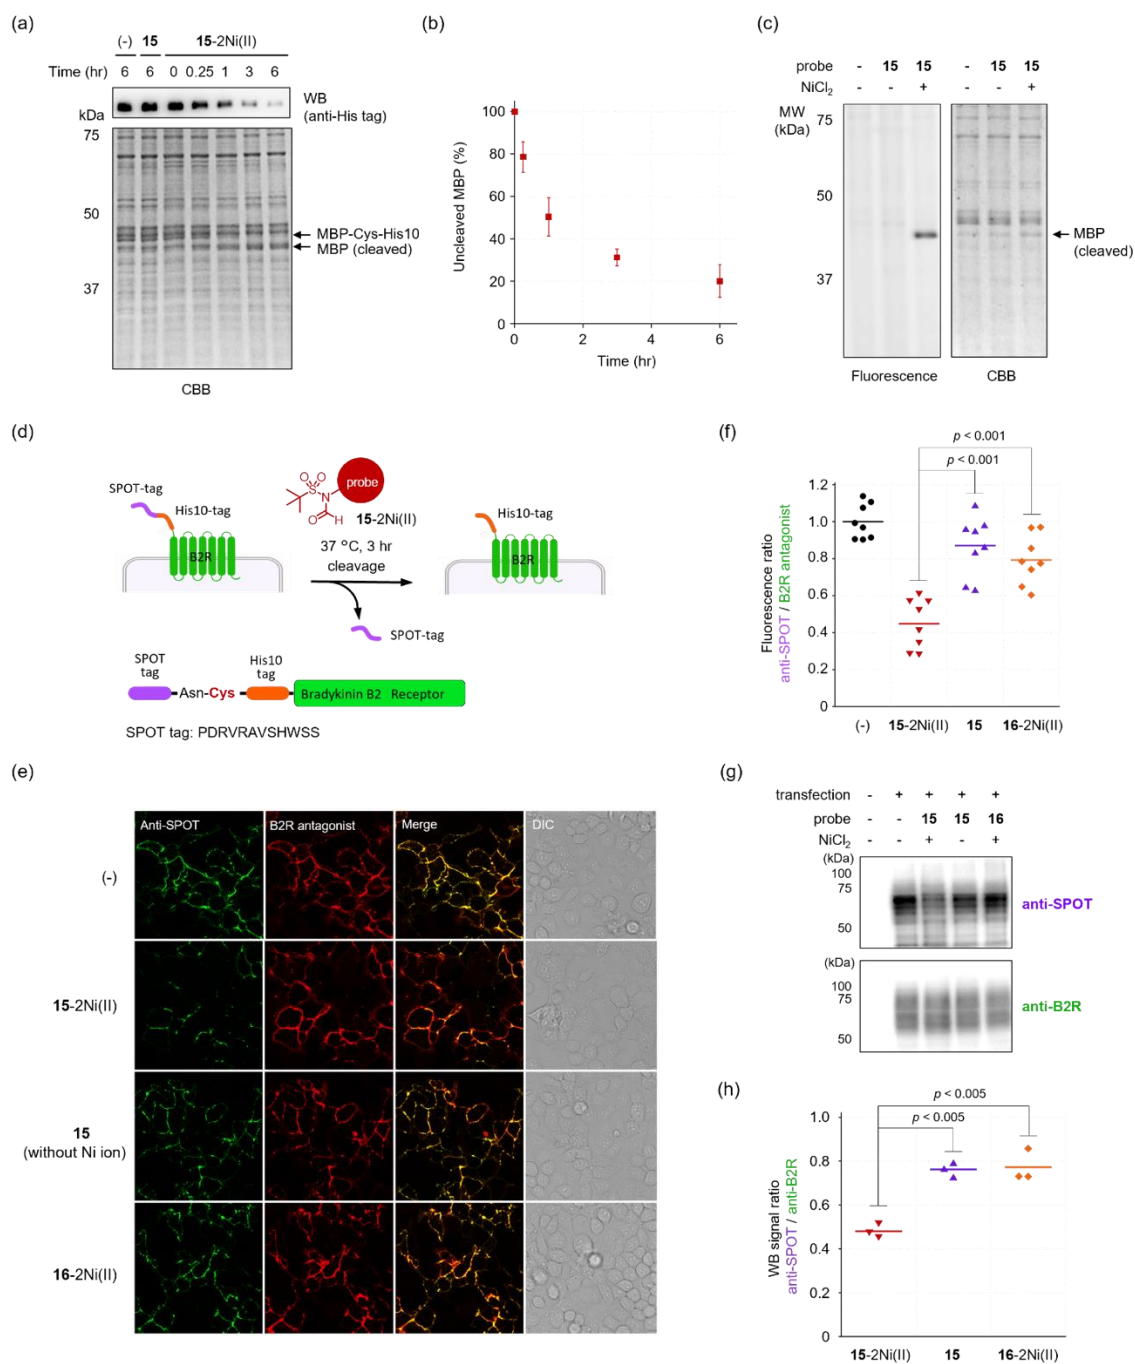 (a)
(-) 15 15-2Ni(II)
Time (hr) 6 6 0 0.25 1 3 6
WB
(anti-His tag)
kDa
75
50
37
MBP-Cys-His10
MBP (cleaved)
CBB
(b)
Uncleaved MBP (%)
100
80
60
40
20
0
0 2 4 6
Time (hr)
(c)
probe - 15 15 - 15 15
NiCl2 - - + - - +
MW
(kDa)
75
50
37
MBP
(cleaved)
Fluorescence CBB
(d)
SPOT-tag
His10-tag
B2R
O O
S
N
O
H
probe
15-2Ni(II)
37 °C, 3 hr
cleavage
SPOT-tag
His10-tag
B2R
SPOT
tag
Asn-Cys
His10
tag
Bradykinin B2 Receptor
SPOT tag: PDRVRAVSHWSS
(e)
Anti-SPOT B2R antagonist Merge DIC
(-)
15-2Ni(II)
15
(without Ni ion)
16-2Ni(II)
(f)
p < 0.001
p < 0.001
Fluorescence ratio
anti-SPOT / B2R antagonist
1.2
1.0
0.8
0.6
0.4
0.2
0
(-) 15-2Ni(II) 15 16-2Ni(II)
(g)
transfection - + + + +
probe - - 15 15 16
NiCl2 - - + - +
(kDa)
100
75
50
anti-SPOT
(kDa)
100
75
50
anti-B2R
(h)
p < 0.005
p < 0.005
WB signal ratio
anti-SPOT / anti-B2R
1.0
0.8
0.6
0.4
0.2
0
15-2Ni(II) 15 16-2Ni(II)